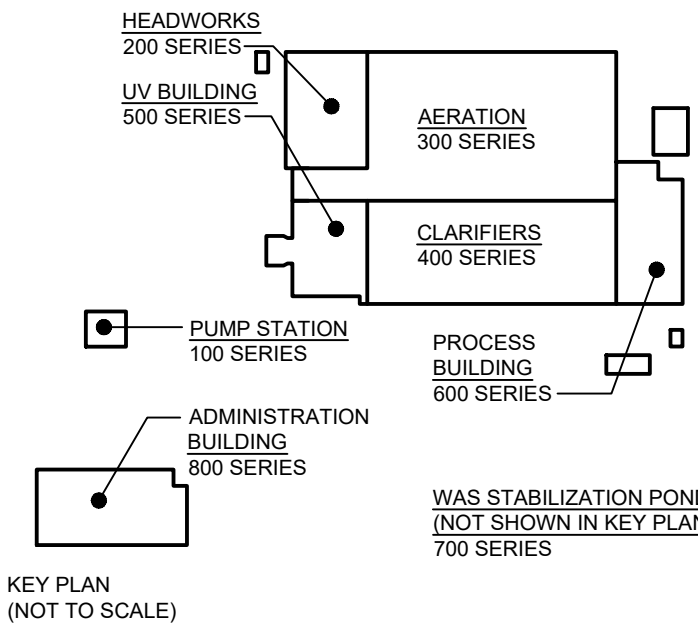 HEADWORKS
200 SERIES
UV BUILDING
500 SERIES
AERATION
300 SERIES
CLARIFIERS
400 SERIES
PUMP STATION
100 SERIES
PROCESS
BUILDING
600 SERIES
ADMINISTRATION
BUILDING
800 SERIES
WAS STABILIZATION POND
(NOT SHOWN IN KEY PLAN
700 SERIES
KEY PLAN
(NOT TO SCALE)